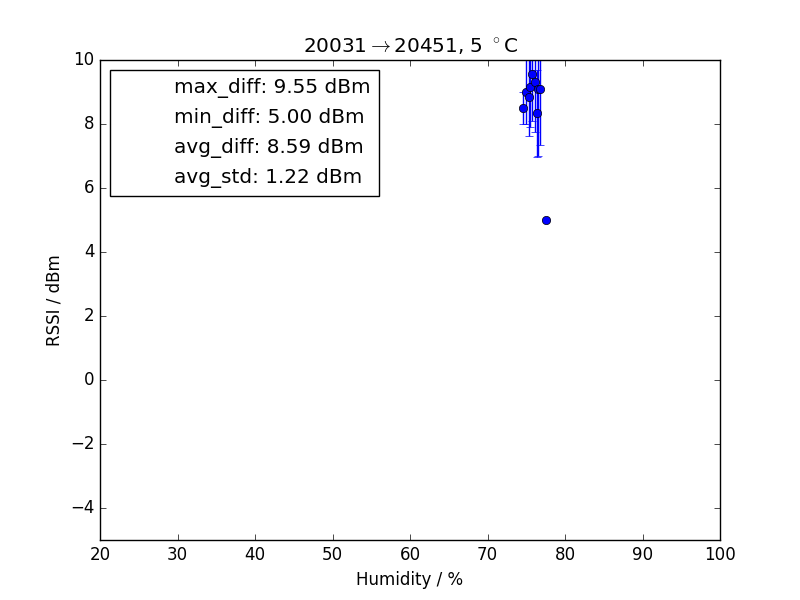 20031→20451, 5 °C
max_diff: 9.55 dBm
min_diff: 5.00 dBm
avg_diff: 8.59 dBm
avg_std: 1.22 dBm
10
8
6
4
2
0
−2
−4
RSSI / dBm
20 30 40 50 60 70 80 90 100
Humidity / %